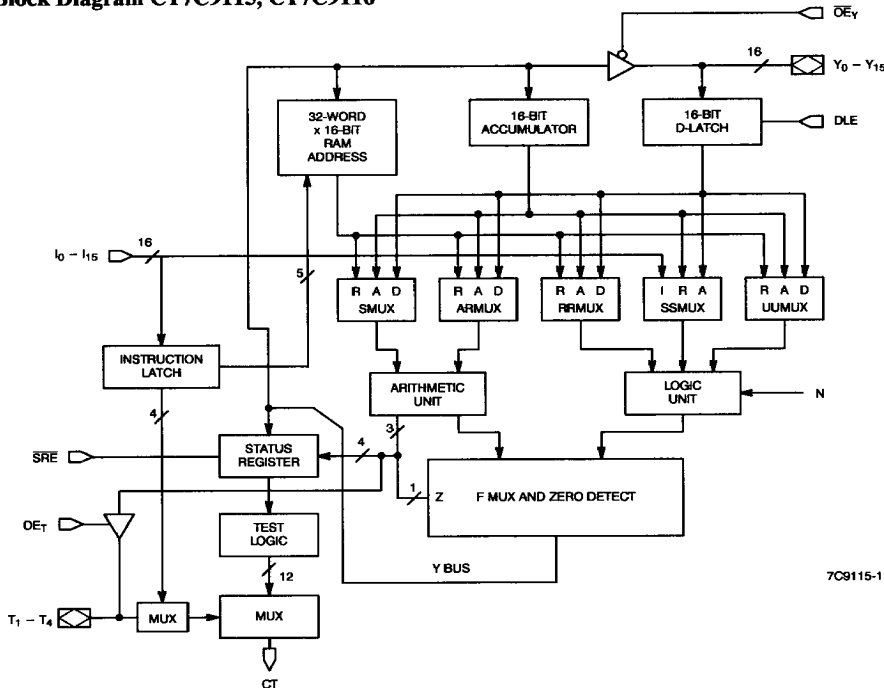 Block Diagram CY7C9115, CY7C9116
OEY
16
Y0 – Y15
32-WORD
x 16-BIT
RAM
ADDRESS
16-BIT
ACCUMULATOR
16-BIT
D-LATCH
DLE
I0 – I15
16
5
R A D
SMUX
R A D
ARMUX
R A D
RRMUX
I R A
SSMUX
R A D
UUMUX
INSTRUCTION
LATCH
ARITHMETIC
UNIT
LOGIC
UNIT
N
4
3
SRE
STATUS
REGISTER
4
1
Z
F MUX AND ZERO DETECT
OET
TEST
LOGIC
12
Y BUS
7C9115-1
T1 – T4
MUX
MUX
CT